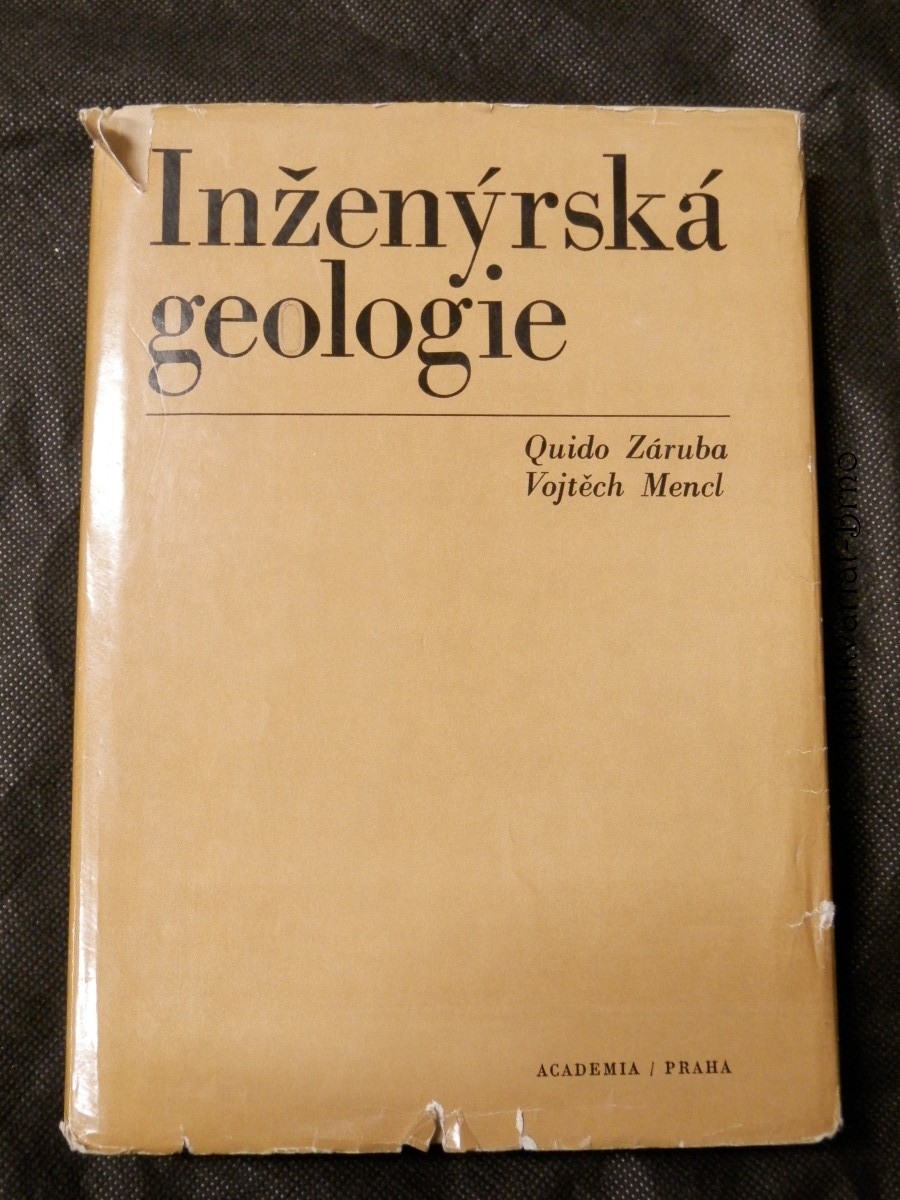 Inženýrská
geologie
Quido Záruba
Vojtěch Mencl
ACADEMIA / PRAHA